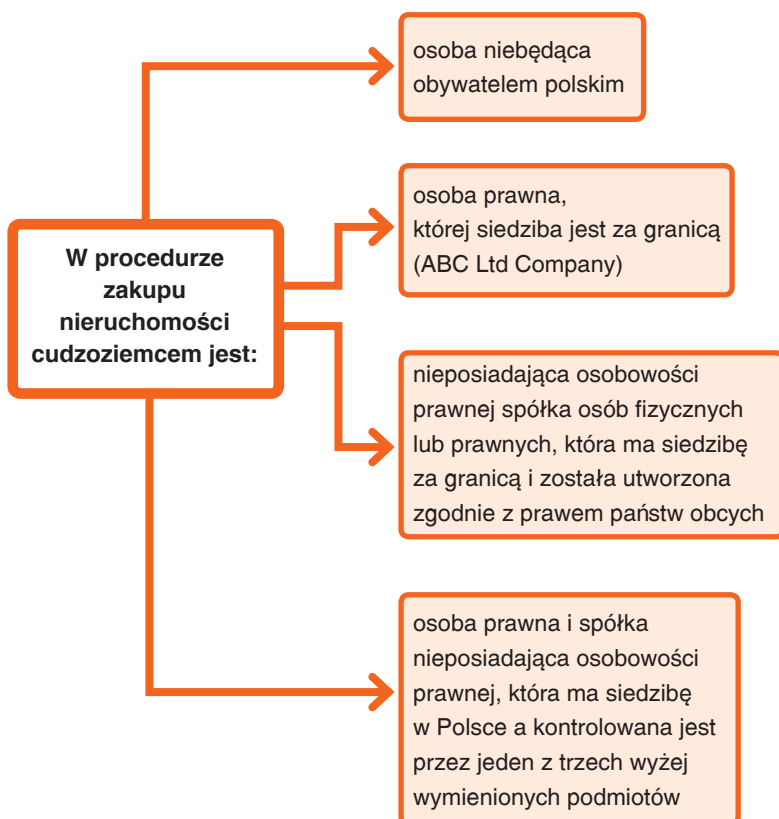 osoba niebędąca
obywatelem polskim
osoba prawna,
której siedziba jest za granicą
(ABC Ltd Company)
W procedurze
zakupu
nieruchomości
cudzoziemcem jest:
nieposiadająca osobowości
prawnej spółka osób fizycznych
lub prawnych, która ma siedzibę
za granicą i została utworzona
zgodnie z prawem państw obcych
osoba prawna i spółka
nieposiadająca osobowości
prawnej, która ma siedzibę
w Polsce a kontrolowana jest
przez jeden z trzech wyżej
wymienionych podmiotów